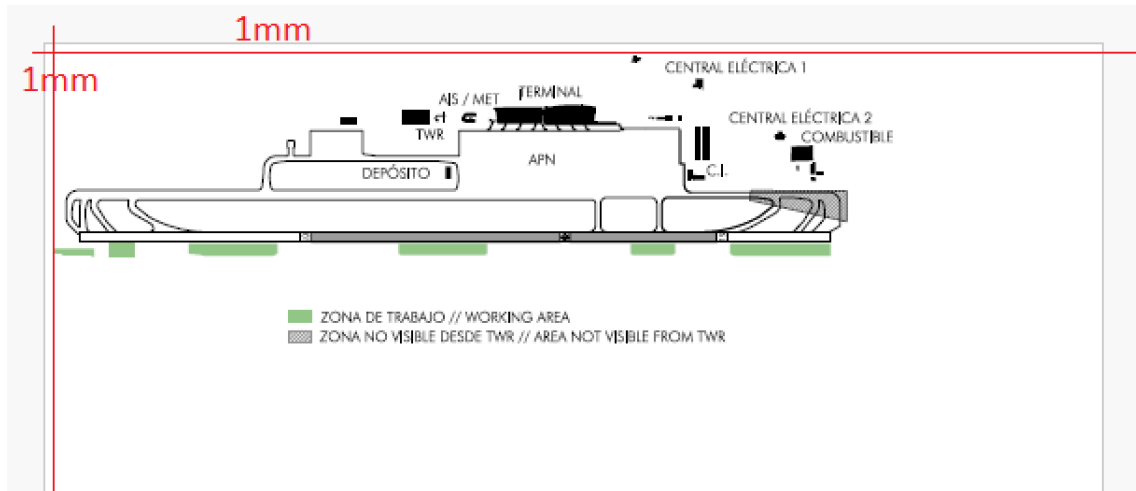 1mm
1mm
CENTRAL ELÉCTRICA 1
TERMINAL
AIS / MET
CENTRAL ELÉCTRICA 2
TWR
COMBUSTIBLE
APN
DEPÓSITO
C.I.
ZONA DE TRABAJO // WORKING AREA
ZONA NO VISIBLE DESDE TWR // AREA NOT VISIBLE FROM TWR